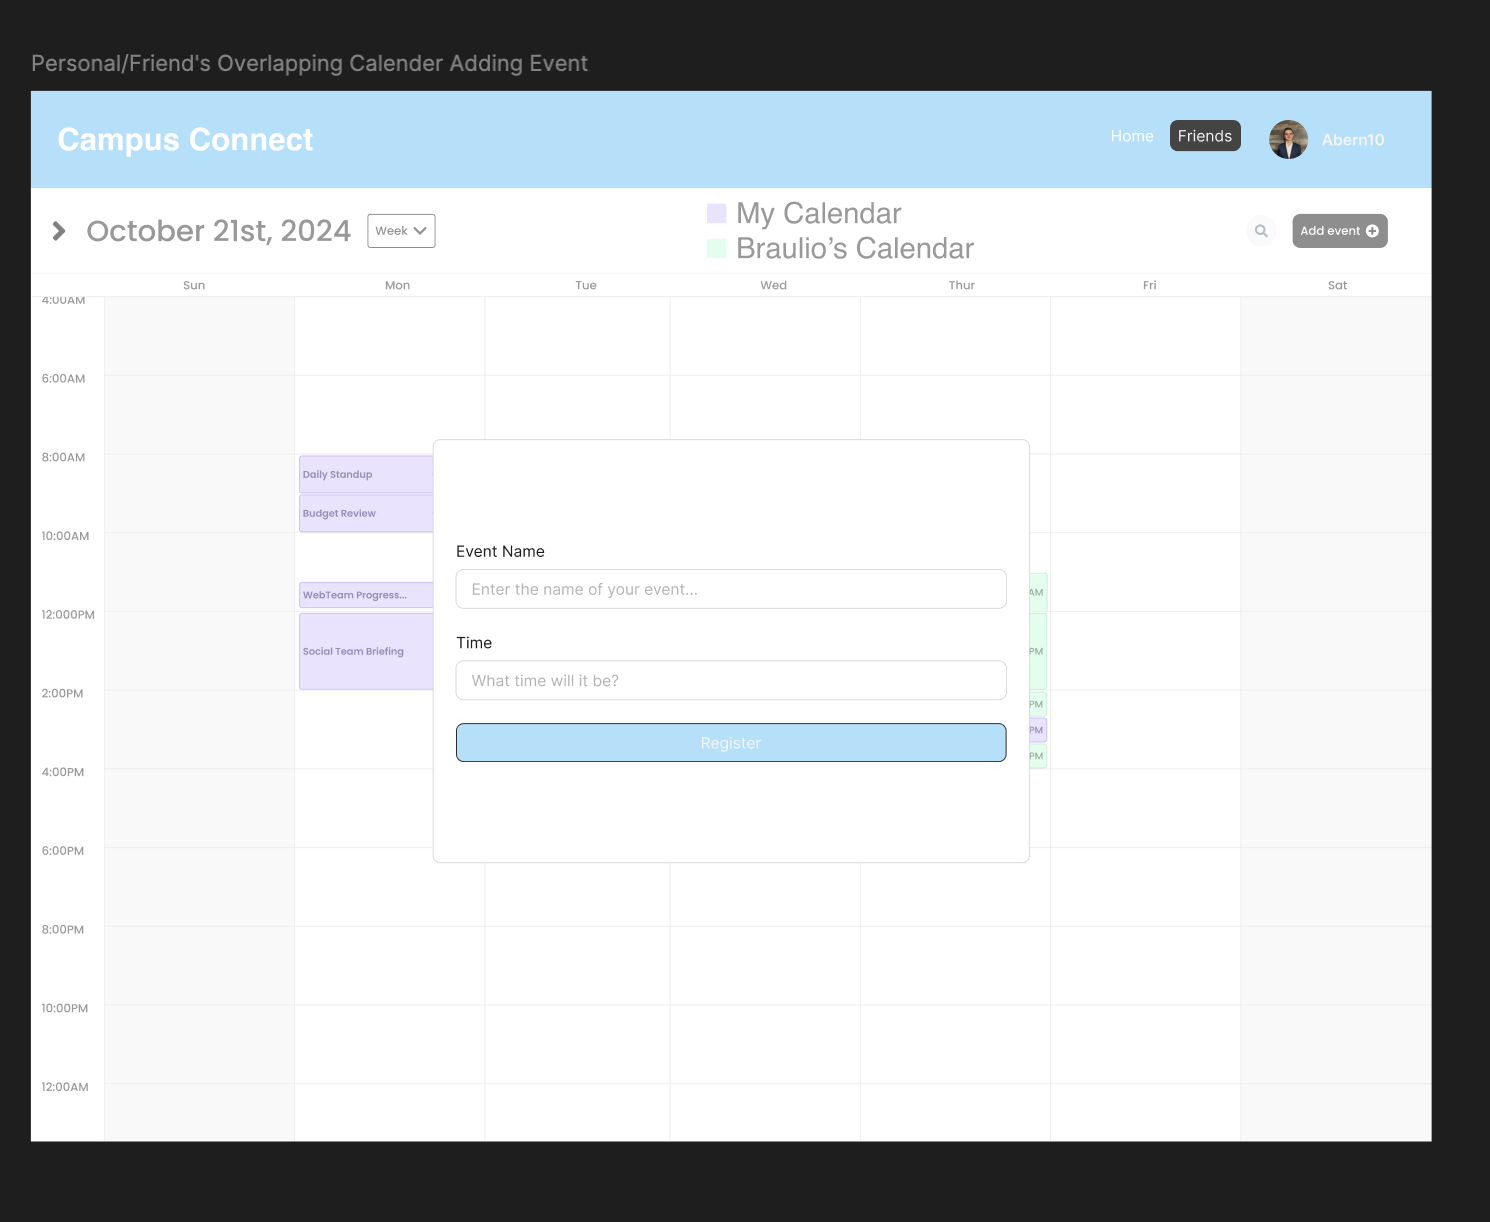 Personal/Friend's Overlapping Calender Adding Event
Campus Connect
Home
Friends
Abern10
October 21st, 2024
Week
My Calendar
Braulio's Calendar
Add event
Sun
Mon
Tue
Wed
Thur
Fri
Sat
4:00AM
6:00AM
8:00AM
Daily Standup
Budget Review
10:00AM
WebTeam Progress...
12:000PM
Social Team Briefing
2:00PM
4:00PM
6:00PM
8:00PM
10:00PM
12:00AM
Event Name
Enter the name of your event...
Time
What time will it be?
Register
AM
PM
PM
PM
PM